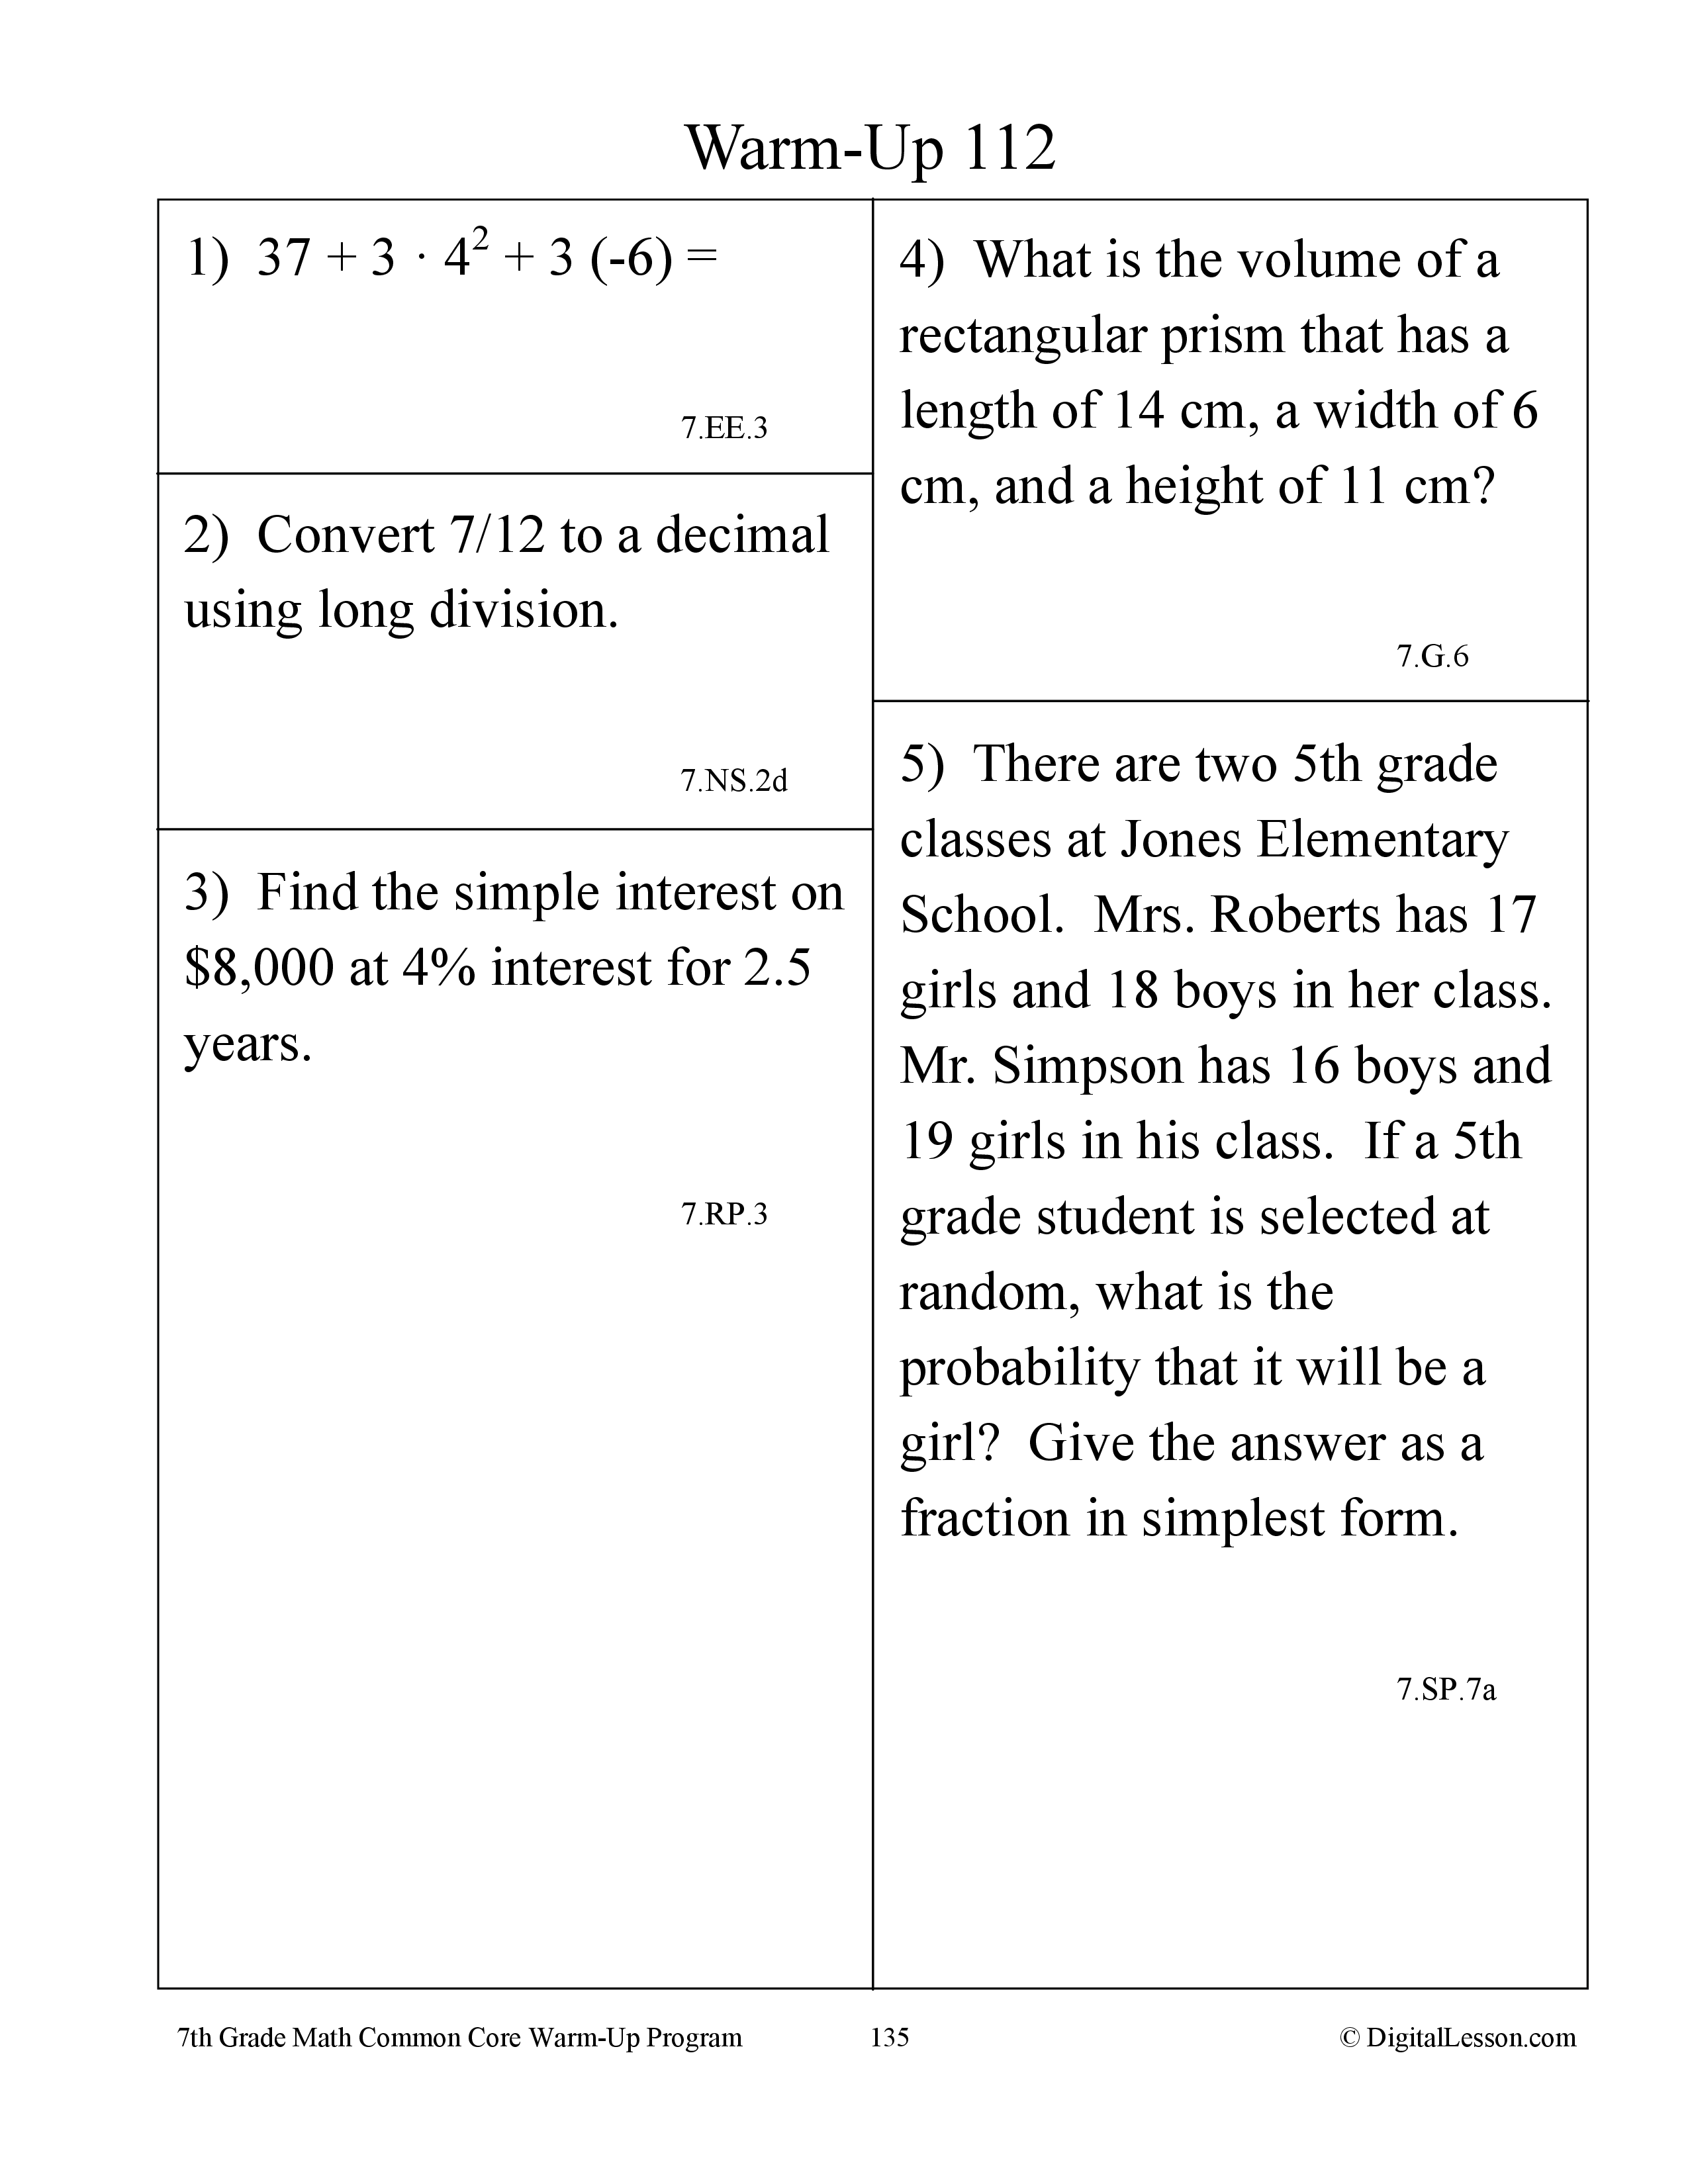 Warm-Up 112
1)  37 + 3 · 4² + 3 (-6) =
7.EE.3
2)  Convert 7/12 to a decimal
using long division.
7.NS.2d
3)  Find the simple interest on
$8,000 at 4% interest for 2.5
years.
7.RP.3
4)  What is the volume of a
rectangular prism that has a
length of 14 cm, a width of 6
cm, and a height of 11 cm?
7.G.6
5)  There are two 5th grade
classes at Jones Elementary
School.  Mrs. Roberts has 17
girls and 18 boys in her class.
Mr. Simpson has 16 boys and
19 girls in his class.  If a 5th
grade student is selected at
random, what is the
probability that it will be a
girl?  Give the answer as a
fraction in simplest form.
7.SP.7a
7th Grade Math Common Core Warm-Up Program
135
© DigitalLesson.com